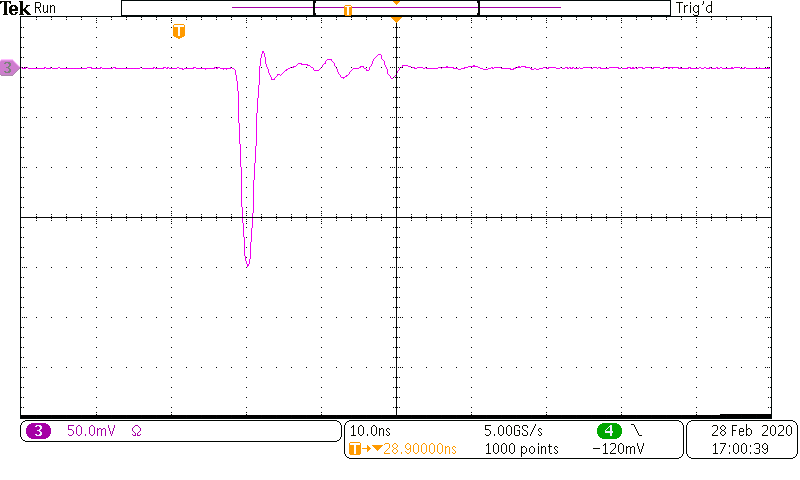 Tek Run Trig'd
T
T
3
3 50.0mV Ω 10.0ns 5.00GS/s 4 28 Feb 2020
T→▼28.90000ns 1000 points −120mV 17:00:39